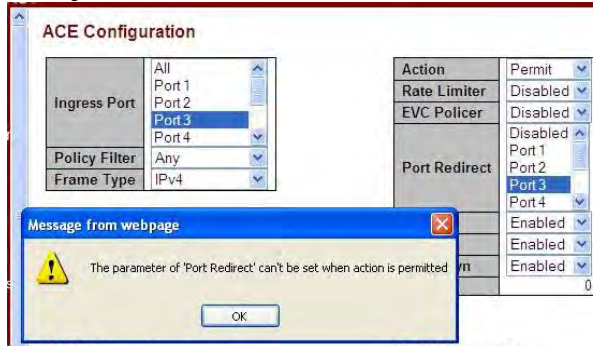 ACE Configuration
Ingress Port
All
Port 1
Port 2
Port 3
Port 4
Policy Filter Any
Frame Type IPv4
Action Permit
Rate Limiter Disabled
EVC Policer Disabled
Port Redirect
Disabled
Port 1
Port 2
Port 3
Port 4
Enabled
Enabled
Enabled
0
Message from webpage
The parameter of 'Port Redirect' can't be set when action is permitted
OK